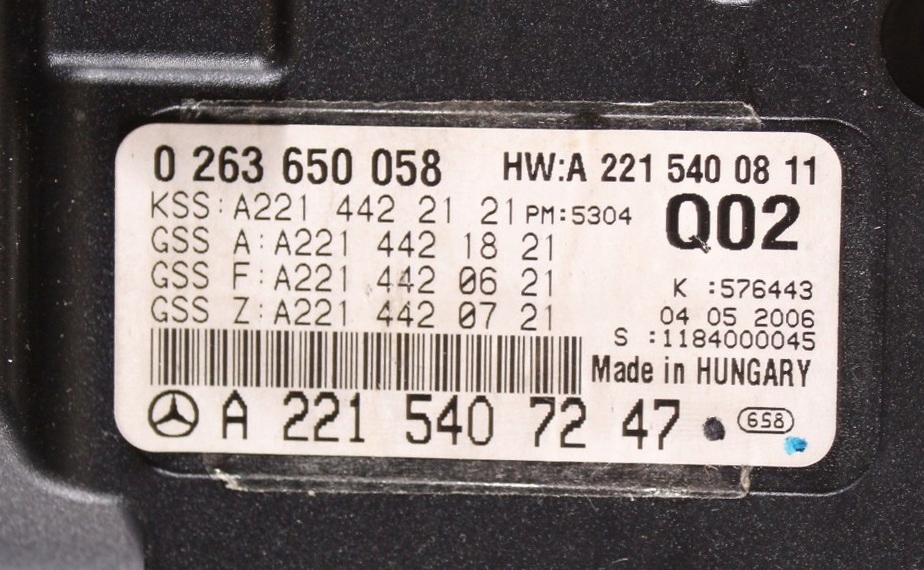 0 263 650 058 HW:A 221 540 08 11
KSS:A221 442 21 21 PM:5304 Q02
GSS A:A221 442 18 21
GSS F:A221 442 06 21
K :576443
GSS Z:A221 442 07 21
04 05 2006
S :1184000045
Made in HUNGARY
A 221 540 72 47 658